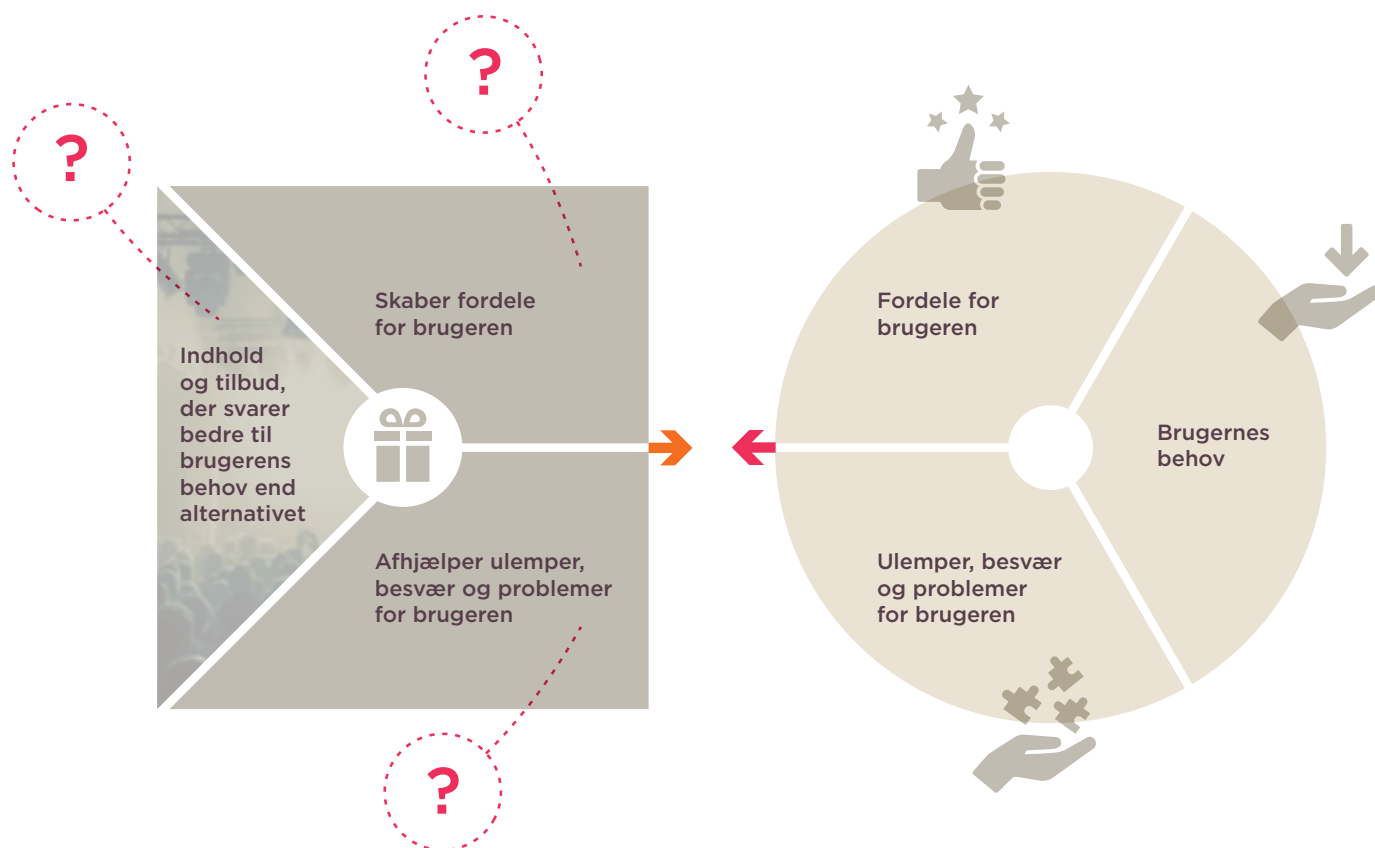 ?
?
Skaber fordele
for brugeren
Indhold
og tilbud,
der svarer
bedre til
brugerens
behov end
alternativet
Afhjælper ulemper,
besvær og problemer
for brugeren
?
Fordele for
brugeren
Brugernes
behov
Ulemper, besvær
og problemer
for brugeren